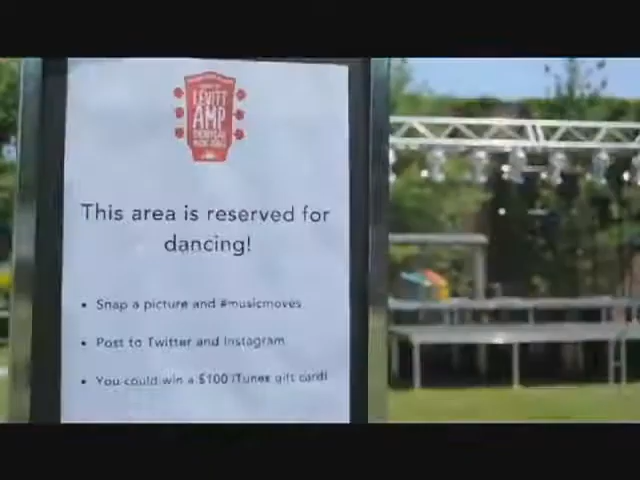 LEVITT
AMP
This area is reserved for
dancing!
• Snap a picture and #musicmoves
• Post to Twitter and Instagram
• You could win a $100 iTunes gift card!